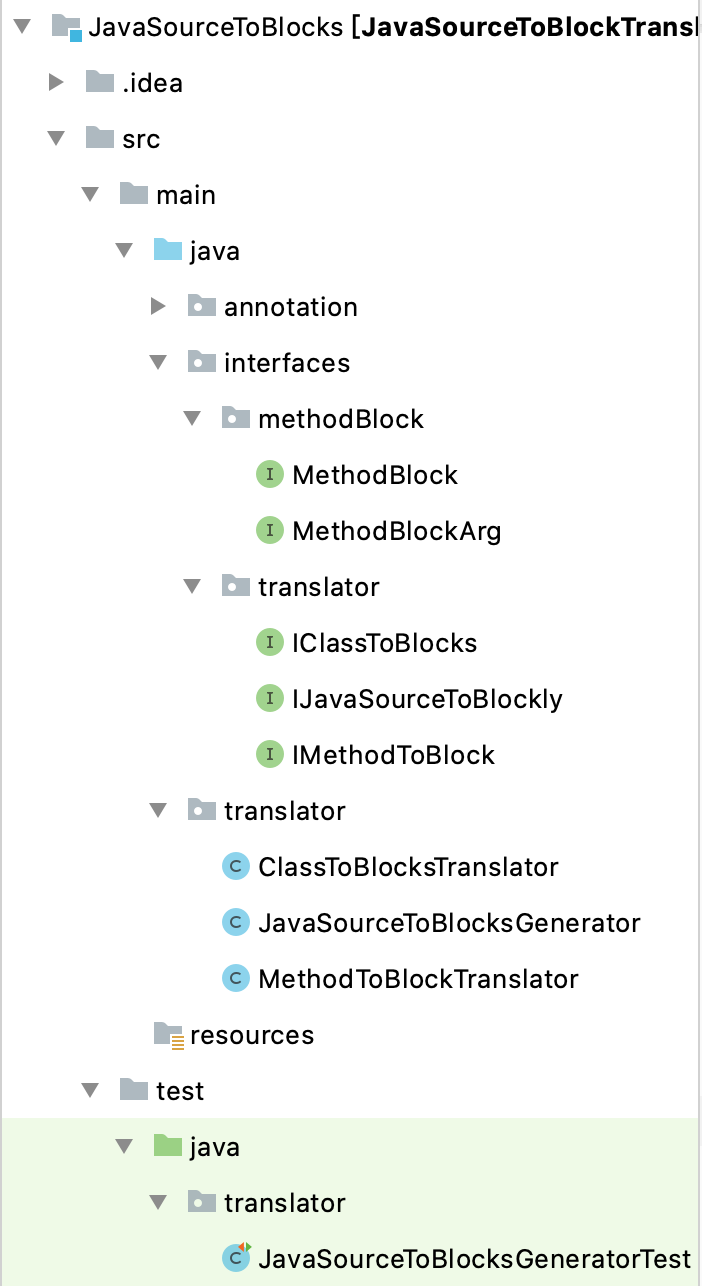 JavaSourceToBlocks [JavaSourceToBlockTransl
.idea
src
main
java
annotation
interfaces
methodBlock
I MethodBlock
I MethodBlockArg
translator
I IClassToBlocks
I IJavaSourceToBlockly
I IMethodToBlock
translator
C ClassToBlocksTranslator
C JavaSourceToBlocksGenerator
C MethodToBlockTranslator
resources
test
java
translator
C JavaSourceToBlocksGeneratorTest